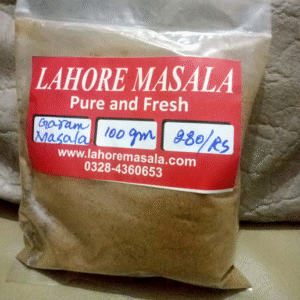 LAHORE MASALA
Pure and Fresh
Garam Masala
100 gm
280/RS
www.lahoremasala.com
0328-4360653